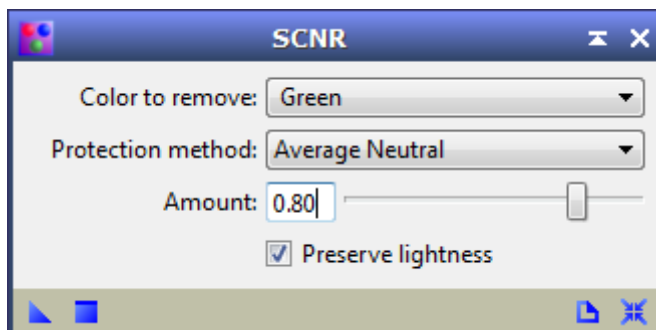 SCNR
Color to remove: Green
Protection method: Average Neutral
Amount: 0.80
Preserve lightness